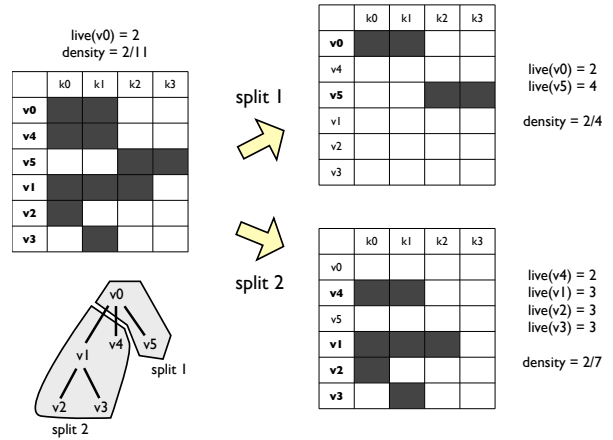 live(v0) = 2
density = 2/11
k0 k1 k2 k3
v0
v4
v5
v1
v2
v3
split 1
k0 k1 k2 k3
v0
v4
v5
v1
v2
v3
live(v0) = 2
live(v5) = 4
density = 2/4
split 2
k0 k1 k2 k3
v0
v4
v5
v1
v2
v3
live(v4) = 2
live(v1) = 3
live(v2) = 3
live(v3) = 3
density = 2/7
v0
v1 v4 v5
split 1
v2 v3
split 2